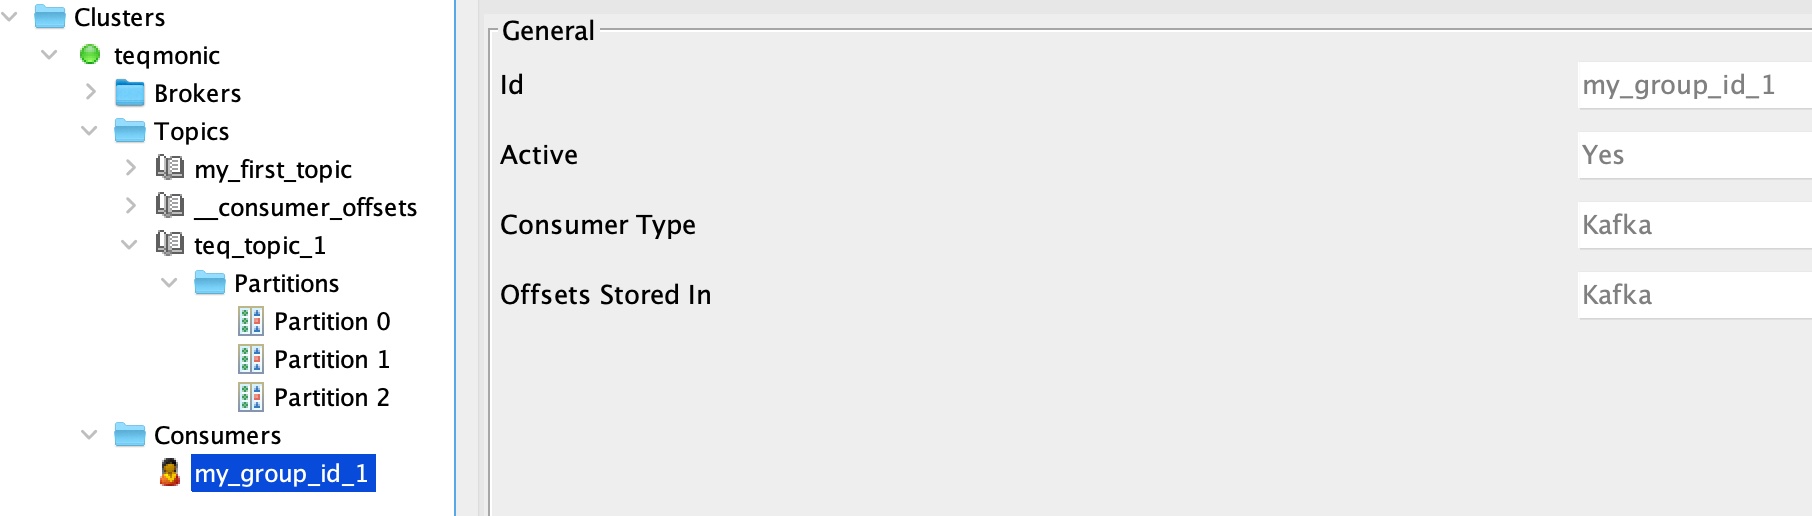 Clusters
teqmonic
Brokers
Topics
my_first_topic
__consumer_offsets
teq_topic_1
Partitions
Partition 0
Partition 1
Partition 2
Consumers
my_group_id_1
General
Id my_group_id_1
Active Yes
Consumer Type Kafka
Offsets Stored In Kafka